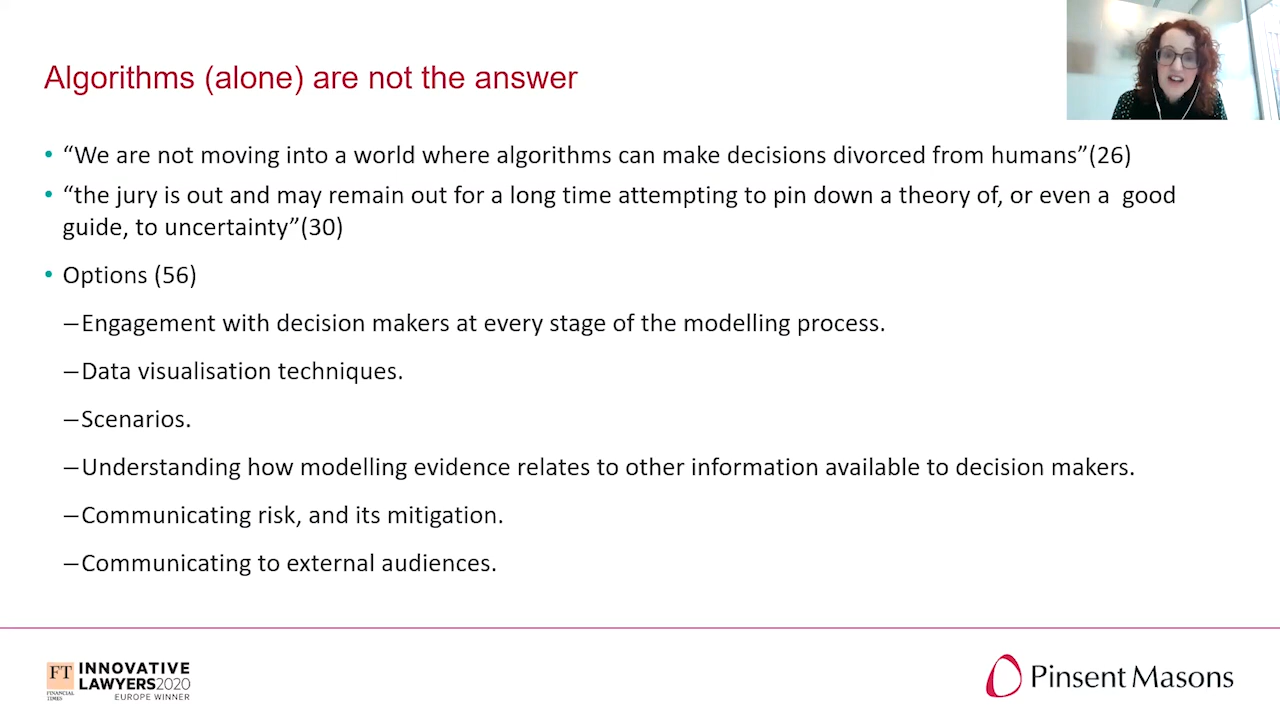 Algorithms (alone) are not the answer
• “We are not moving into a world where algorithms can make decisions divorced from humans”(26)
• “the jury is out and may remain out for a long time attempting to pin down a theory of, or even a  good
guide, to uncertainty”(30)
• Options (56)
–Engagement with decision makers at every stage of the modelling process.
–Data visualisation techniques.
–Scenarios.
–Understanding how modelling evidence relates to other information available to decision makers.
–Communicating risk, and its mitigation.
–Communicating to external audiences.
FT
FINANCIAL
TIMES
INNOVATIVE
LAWYERS2020
EUROPE WINNER
Pinsent Masons